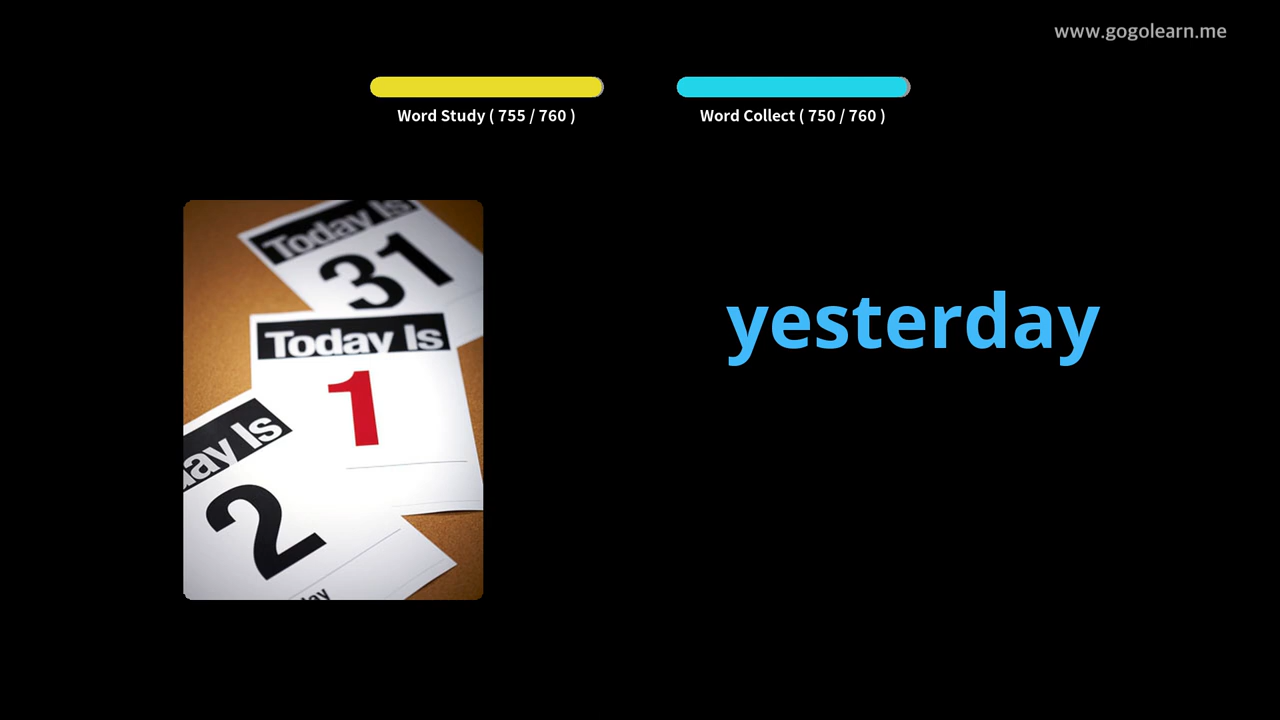 www.gogolearn.me
Word Study ( 755 / 760 )
Word Collect ( 750 / 760 )
Today Is
31
Today Is
1
ay Is
2
yesterday